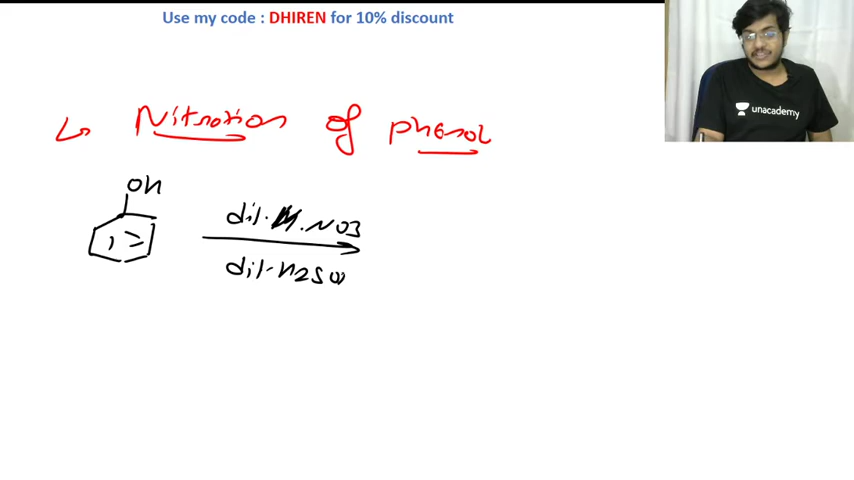 Use my code : DHIREN for 10% discount
unacademy
↳ Nitration of phenol
OH
dil. HNO3
dil. H2SO4